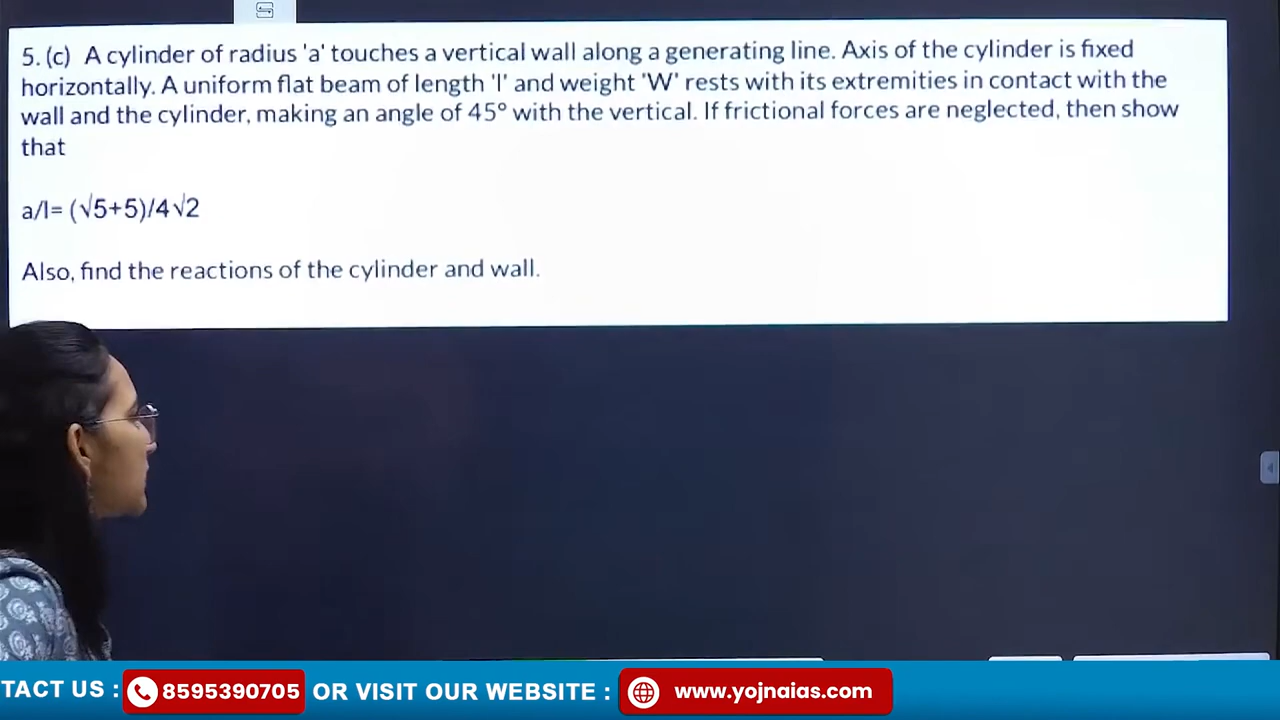 5. (c) A cylinder of radius 'a' touches a vertical wall along a generating line. Axis of the cylinder is fixed
horizontally. A uniform flat beam of length 'l' and weight 'W' rests with its extremities in contact with the
wall and the cylinder, making an angle of 45° with the vertical. If frictional forces are neglected, then show
that
a/l= (√5+5)/4√2
Also, find the reactions of the cylinder and wall.
TACT US :
8595390705
OR VISIT OUR WEBSITE :
www.yojnaias.com